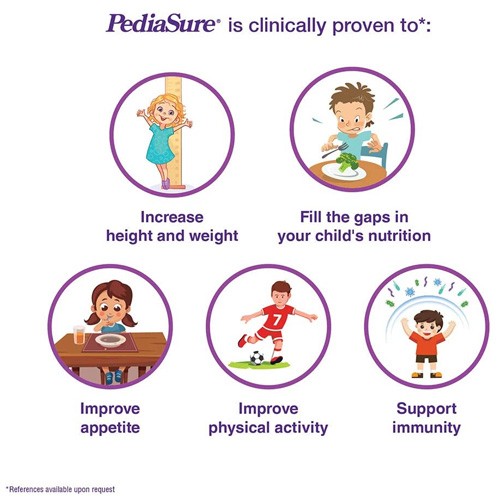 PediaSure® is clinically proven to*:
Increase
height and weight
Fill the gaps in
your child's nutrition
7
Improve
appetite
Improve
physical activity
Support
immunity
*References available upon request